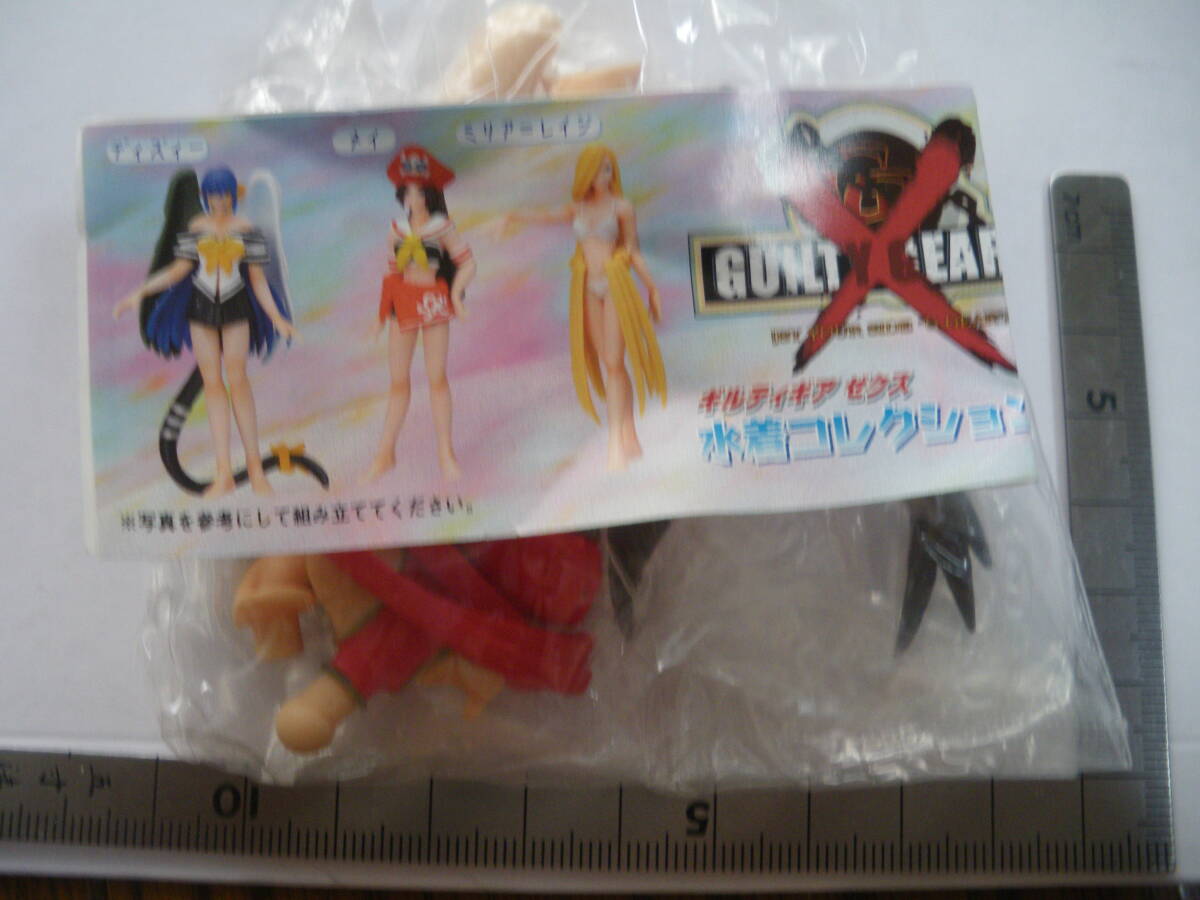 ディズィー
メイ
ミリア＝レイジ
GUILTY GEAR
X
ギルティギア ゼクス
水着コレクション
※写真を参考にして組み立ててください。
5
10
5